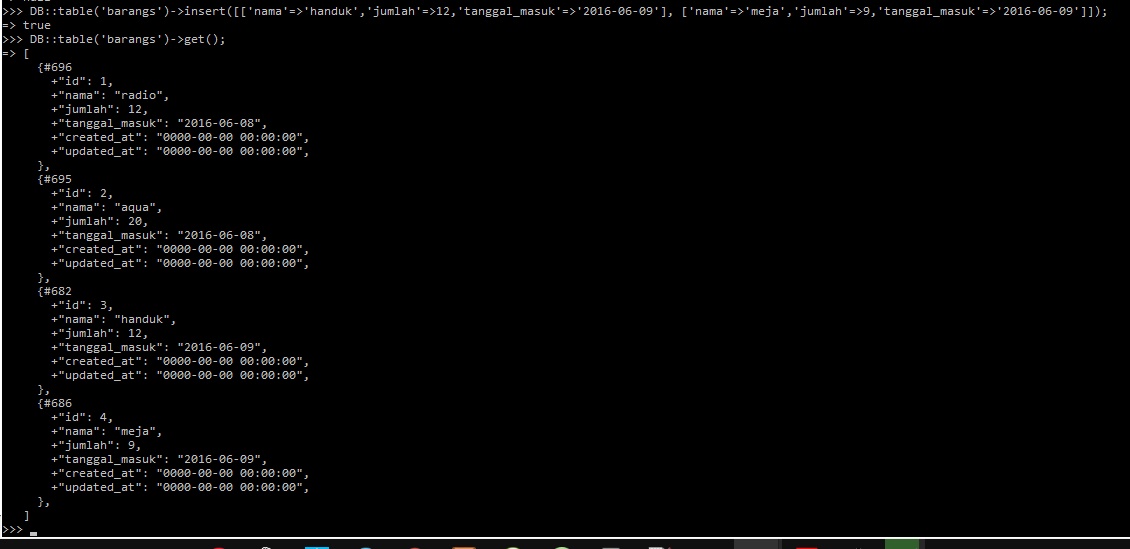 >>> DB::table('barangs')->insert([['nama'=>'handuk','jumlah'=>12,'tanggal_masuk'=>'2016-06-09'], ['nama'=>'meja','jumlah'=>9,'tanggal_masuk'=>'2016-06-09']]);
=> true
>>> DB::table('barangs')->get();
=> [
{#696
+"id": 1,
+"nama": "radio",
+"jumlah": 12,
+"tanggal_masuk": "2016-06-08",
+"created_at": "0000-00-00 00:00:00",
+"updated_at": "0000-00-00 00:00:00",
},
{#695
+"id": 2,
+"nama": "aqua",
+"jumlah": 20,
+"tanggal_masuk": "2016-06-08",
+"created_at": "0000-00-00 00:00:00",
+"updated_at": "0000-00-00 00:00:00",
},
{#682
+"id": 3,
+"nama": "handuk",
+"jumlah": 12,
+"tanggal_masuk": "2016-06-09",
+"created_at": "0000-00-00 00:00:00",
+"updated_at": "0000-00-00 00:00:00",
},
{#686
+"id": 4,
+"nama": "meja",
+"jumlah": 9,
+"tanggal_masuk": "2016-06-09",
+"created_at": "0000-00-00 00:00:00",
+"updated_at": "0000-00-00 00:00:00",
},
]
>>>